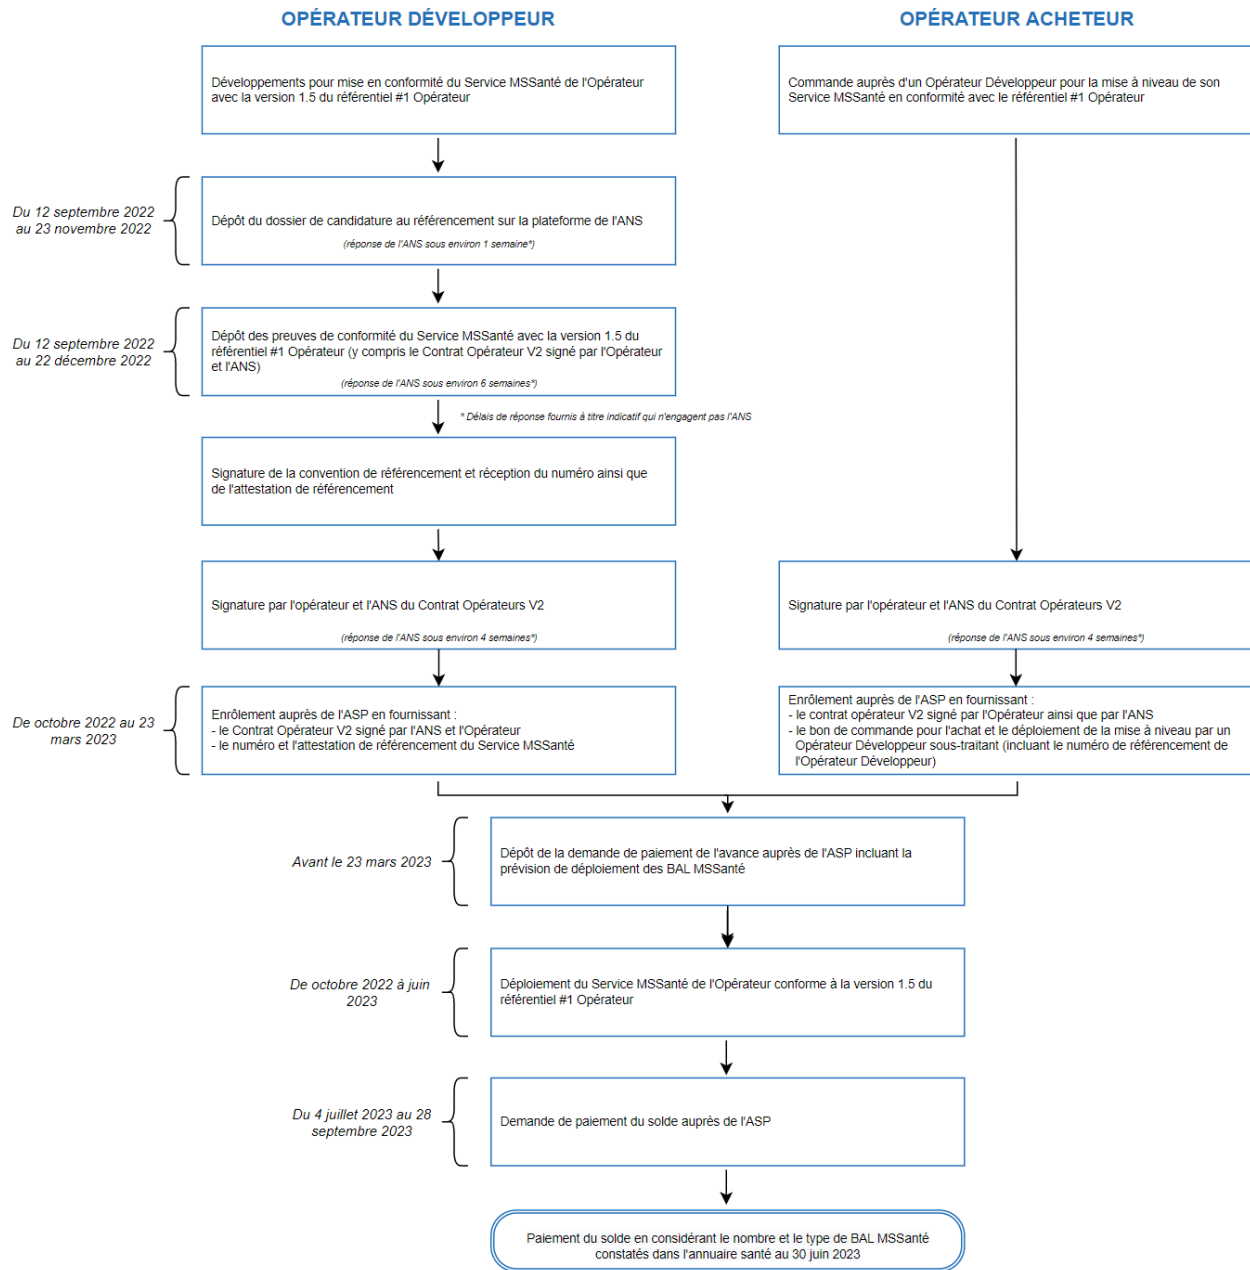 OPÉRATEUR DÉVELOPPEUR
OPÉRATEUR ACHETEUR
Développements pour mise en conformité du Service MSSanté de l'Opérateur
avec la version 1.5 du référentiel #1 Opérateur
Commande auprès d'un Opérateur Développeur pour la mise à niveau de son
Service MSSanté en conformité avec le référentiel #1 Opérateur
Du 12 septembre 2022
au 23 novembre 2022
Dépôt du dossier de candidature au référencement sur la plateforme de l'ANS
(réponse de l'ANS sous environ 1 semaine*)
Du 12 septembre 2022
au 22 décembre 2022
Dépôt des preuves de conformité du Service MSSanté avec la version 1.5 du
référentiel #1 Opérateur (y compris le Contrat Opérateur V2 signé par l'Opérateur
et l'ANS)
(réponse de l'ANS sous environ 6 semaines*)
* Délais de réponse fournis à titre indicatif qui n'engagent pas l'ANS
Signature de la convention de référencement et réception du numéro ainsi que
de l'attestation de référencement
Signature par l'opérateur et l'ANS du Contrat Opérateurs V2
(réponse de l'ANS sous environ 4 semaines*)
Signature par l'opérateur et l'ANS du Contrat Opérateurs V2
(réponse de l'ANS sous environ 4 semaines*)
De octobre 2022 au 23
mars 2023
Enrôlement auprès de l'ASP en fournissant :
- le Contrat Opérateur V2 signé par l'ANS et l'Opérateur
- le numéro et l'attestation de référencement du Service MSSanté
Enrôlement auprès de l'ASP en fournissant :
- le contrat opérateur V2 signé par l'Opérateur ainsi que par l'ANS
- le bon de commande pour l'achat et le déploiement de la mise à niveau par un
Opérateur Développeur sous-traitant (incluant le numéro de référencement de
l'Opérateur Développeur)
Avant le 23 mars 2023
Dépôt de la demande de paiement de l'avance auprès de l'ASP incluant la
prévision de déploiement des BAL MSSanté
De octobre 2022 à juin
2023
Déploiement du Service MSSanté de l'Opérateur conforme à la version 1.5 du
référentiel #1 Opérateur
Du 4 juillet 2023 au 28
septembre 2023
Demande de paiement du solde auprès de l'ASP
Paiement du solde en considérant le nombre et le type de BAL MSSanté
constatés dans l'annuaire santé au 30 juin 2023